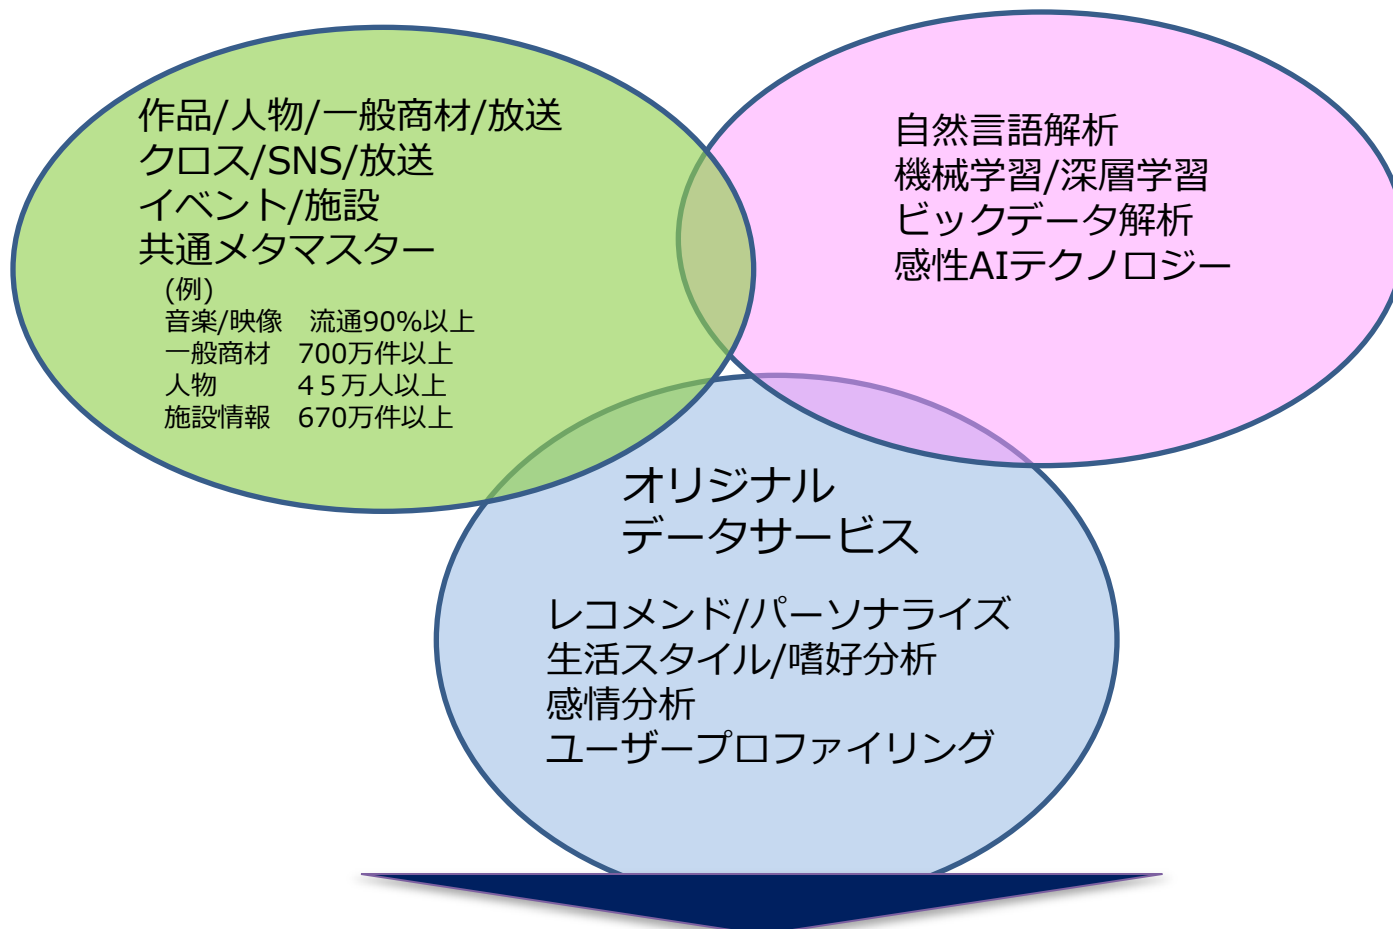 作品/人物/一般商材/放送
クロス/SNS/放送
イベント/施設
共通メタマスター
(例)
音楽/映像　流通90%以上
一般商材　700万件以上
人物　　　４５万人以上
施設情報　670万件以上
自然言語解析
機械学習/深層学習
ビックデータ解析
感性AIテクノロジー
オリジナル
データサービス
レコメンド/パーソナライズ
生活スタイル/嗜好分析
感情分析
ユーザープロファイリング